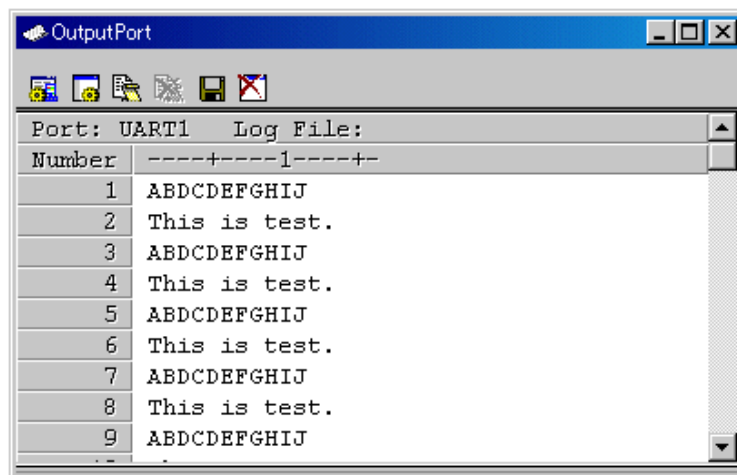 OutputPort
Port: UART1 Log File:
Number ----+----1----+-
1 ABDCDEFGHIJ
2 This is test.
3 ABDCDEFGHIJ
4 This is test.
5 ABDCDEFGHIJ
6 This is test.
7 ABDCDEFGHIJ
8 This is test.
9 ABDCDEFGHIJ